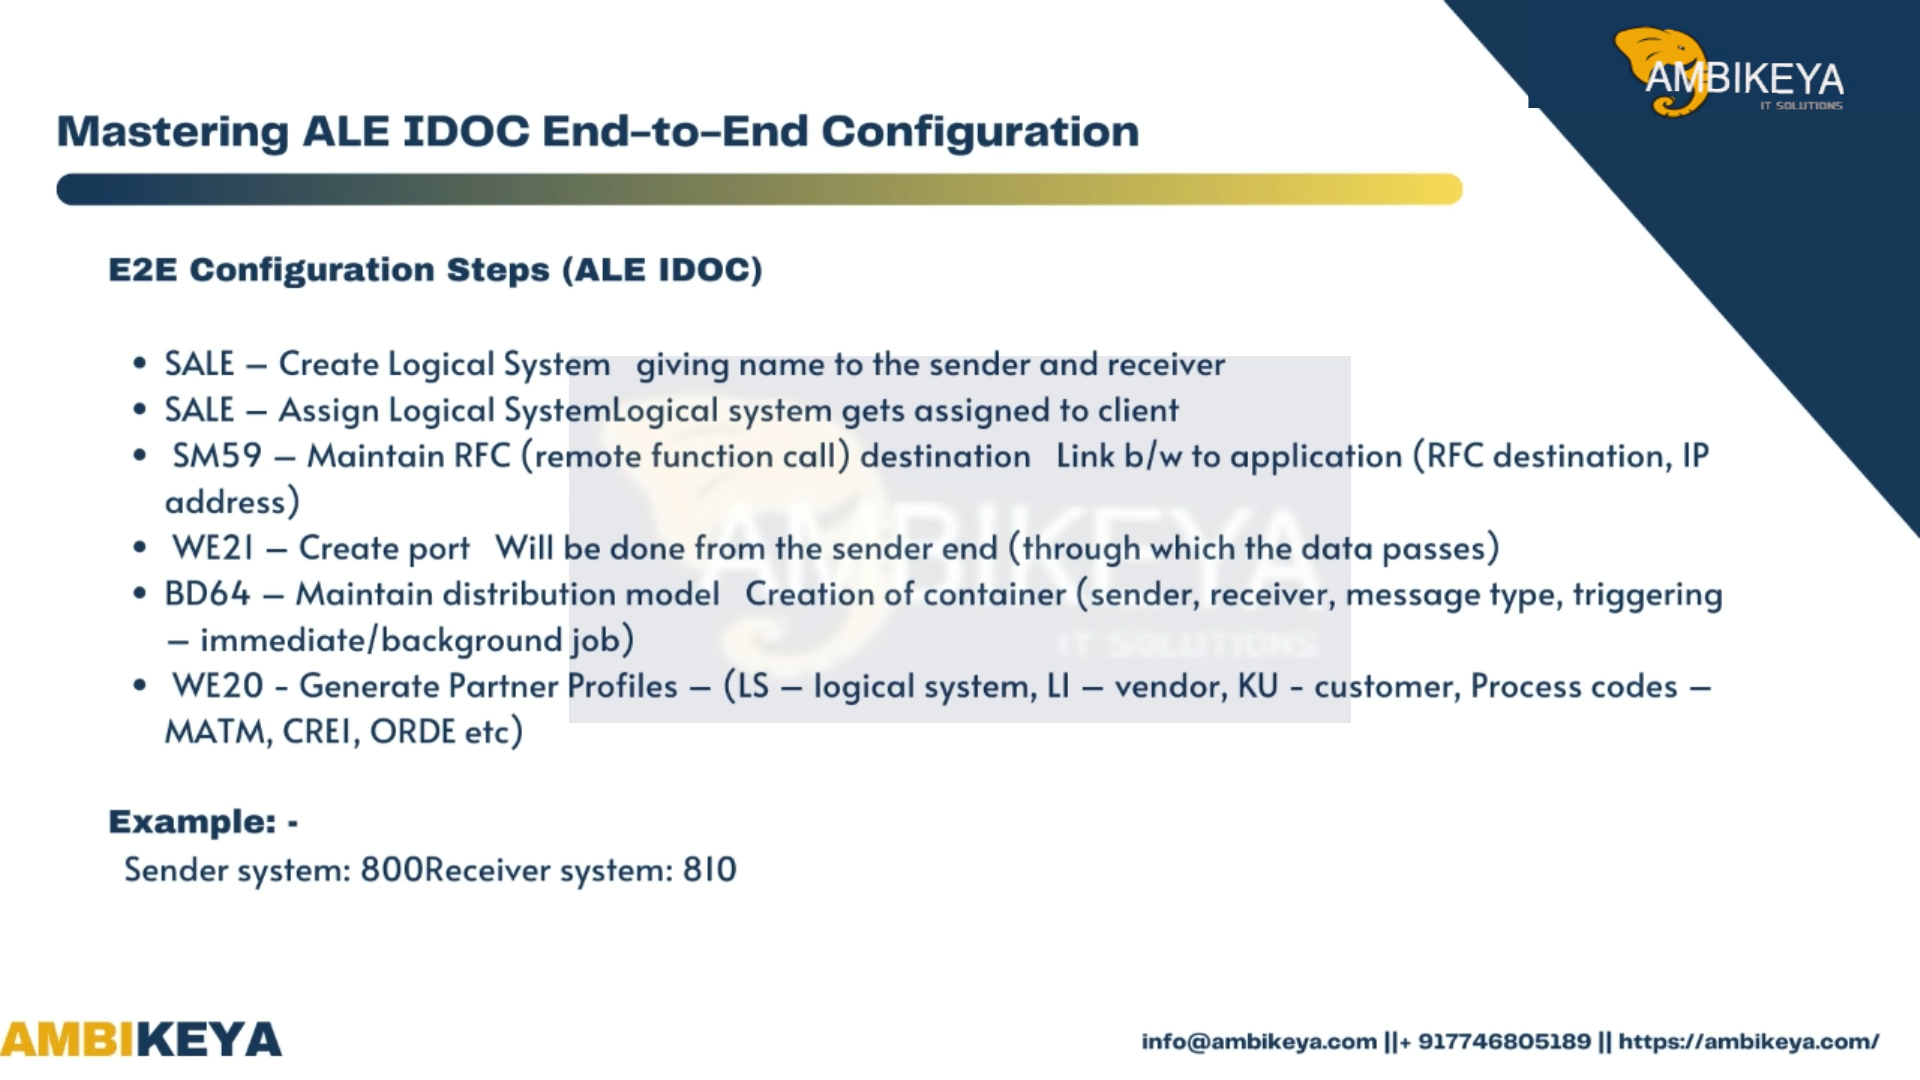 AMBIKEYA
IT SOLUTIONS
Mastering ALE IDOC End-to-End Configuration
E2E Configuration Steps (ALE IDOC)
• SALE – Create Logical System   giving name to the sender and receiver
• SALE – Assign Logical SystemLogical system gets assigned to client
• SM59 – Maintain RFC (remote function call) destination   Link b/w to application (RFC destination, IP
address)
• WE21 – Create port   Will be done from the sender end (through which the data passes)
• BD64 – Maintain distribution model   Creation of container (sender, receiver, message type, triggering
– immediate/background job)
• WE20 - Generate Partner Profiles – (LS – logical system, LI – vendor, KU - customer, Process codes –
MATM, CRE1, ORDE etc)
AMBIKEYA
IT SOLUTIONS
Example: -
Sender system: 800Receiver system: 810
AMBIKEYA
info@ambikeya.com ||+ 917746805189 || https://ambikeya.com/